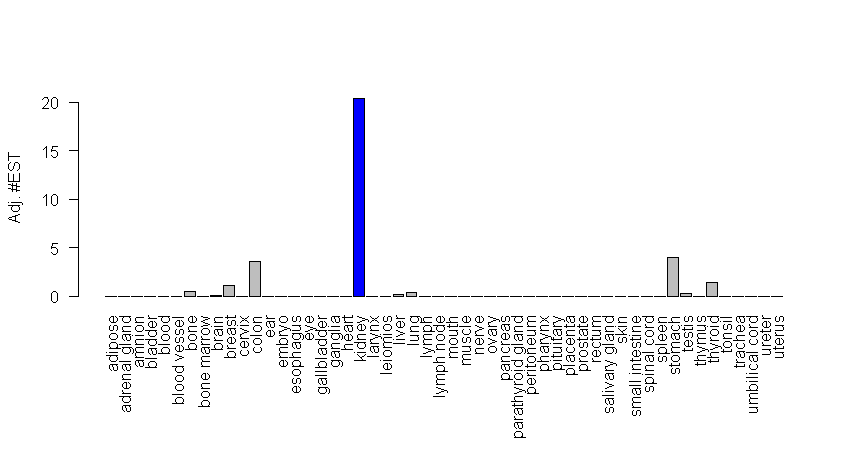 Adj. #EST
20
15
10
5
0
adipose
adrenal gland
amnion
bladder
blood
blood vessel
bone
bone marrow
brain
breast
cervix
colon
ear
embryo
esophagus
eye
gallbladder
ganglia
heart
kidney
larynx
leiomios
liver
lung
lymph
lymph node
mouth
muscle
nerve
ovary
pancreas
parathyroid gland
peritoneum
pharynx
pituitary
placenta
prostate
rectum
salivary gland
skin
small intestine
spinal cord
spleen
stomach
testis
thymus
thyroid
tonsil
trachea
umbilical cord
ureter
uterus